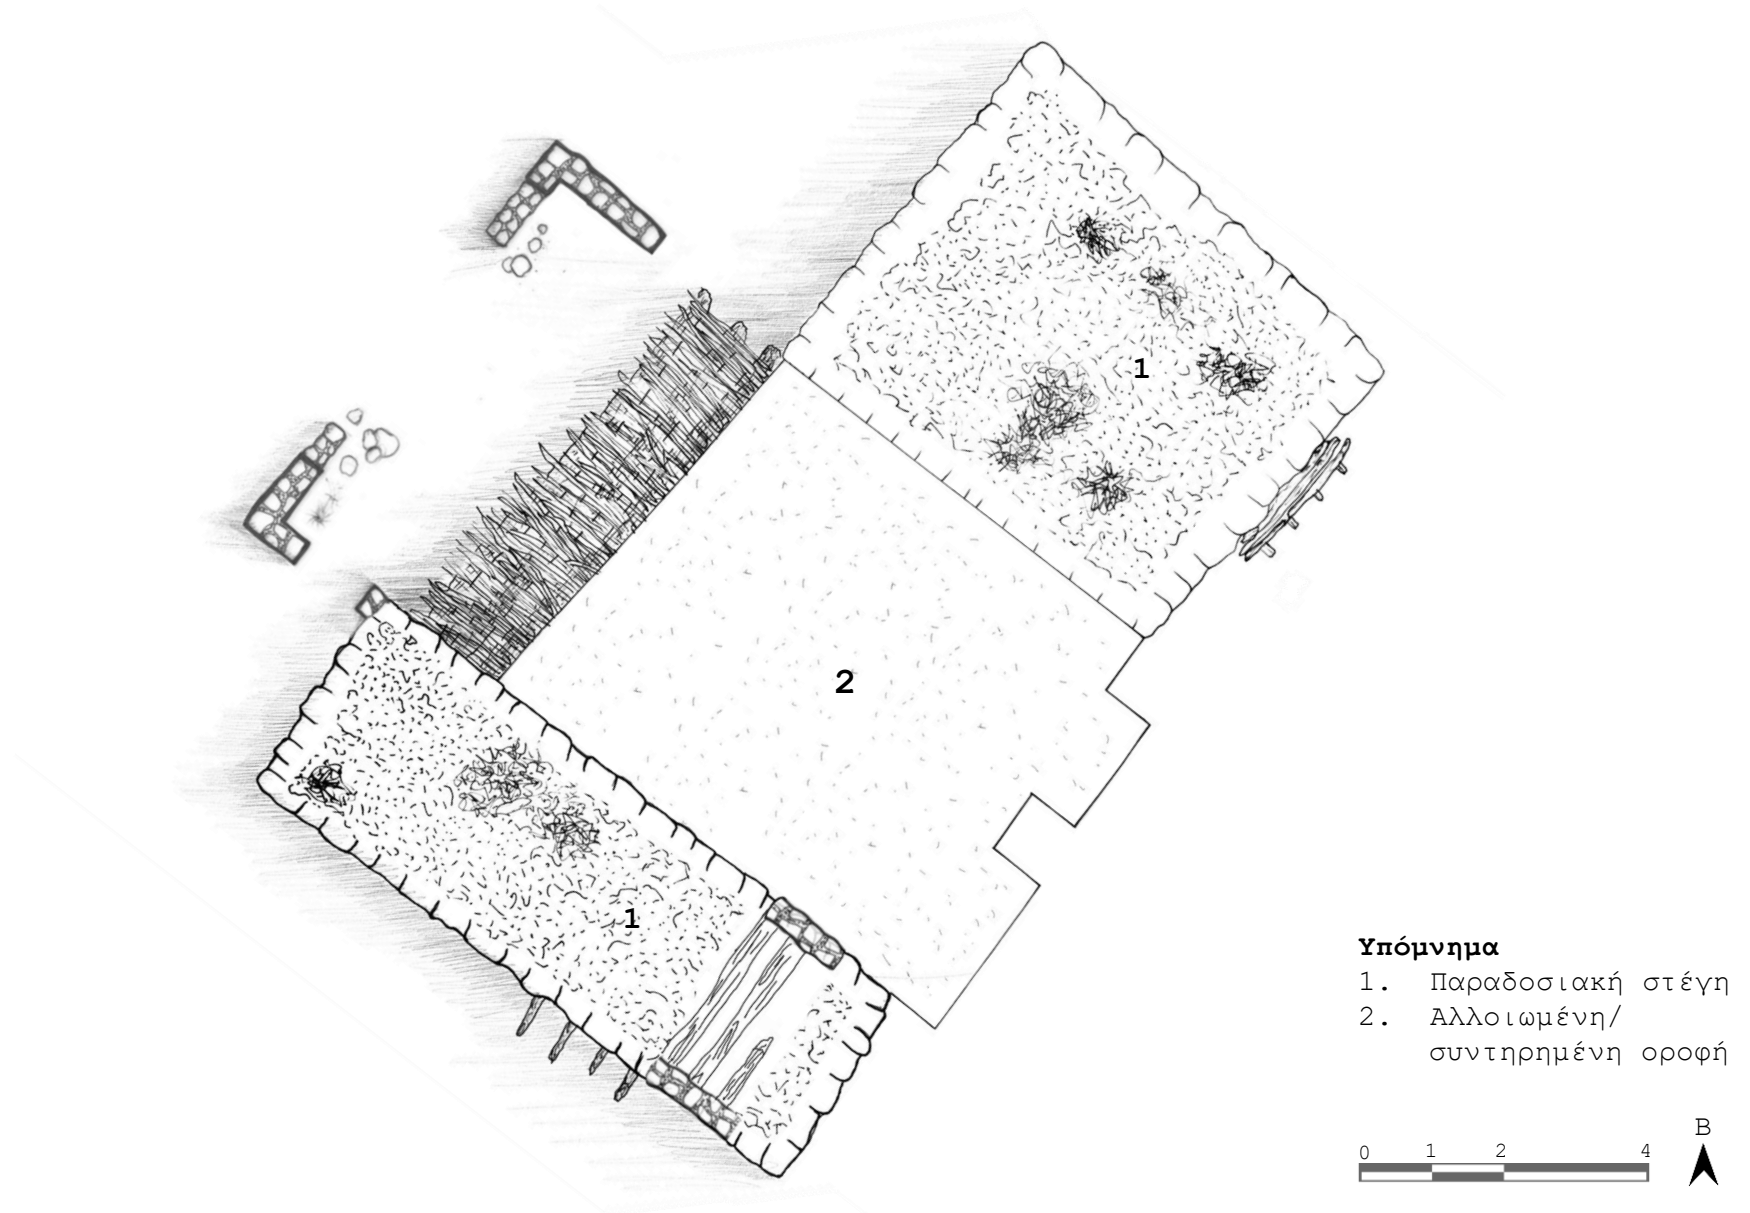 1
2
1
Υπόμνημα
1. Παραδοσιακή στέγη
2. Αλλοιωμένη/
συντηρημένη οροφή
Β
0 1 2 4